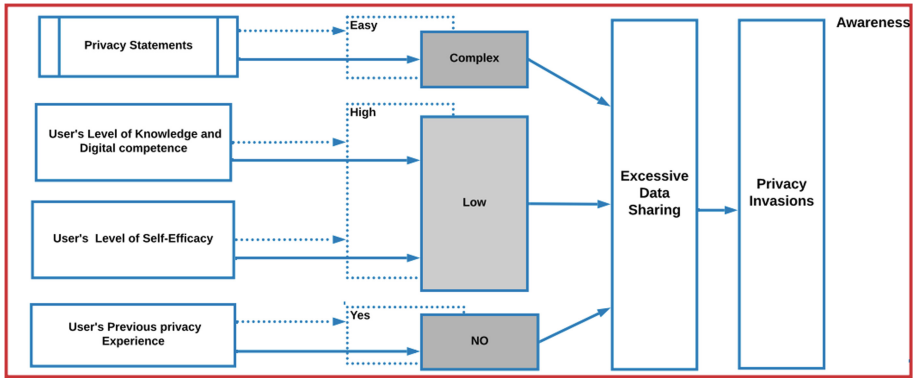 Privacy Statements
Easy
Complex
Awareness
User's Level of Knowledge and
Digital competence
High
Low
User's Level of Self-Efficacy
User's Previous privacy
Experience
Yes
NO
Excessive
Data
Sharing
Privacy
Invasions